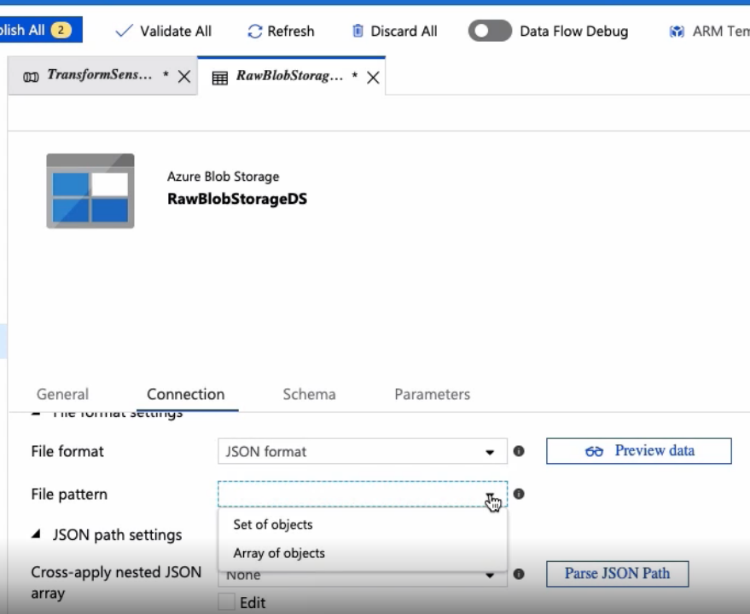 blish All 2 Validate All Refresh Discard All Data Flow Debug ARM Tem
TransformSens... * RawBlobStorag... *
Azure Blob Storage
RawBlobStorageDS
General Connection Schema Parameters
File format settings
File format JSON format Preview data
File pattern
Set of objects
JSON path settings
Array of objects
Cross-apply nested JSON array None Parse JSON Path
Edit